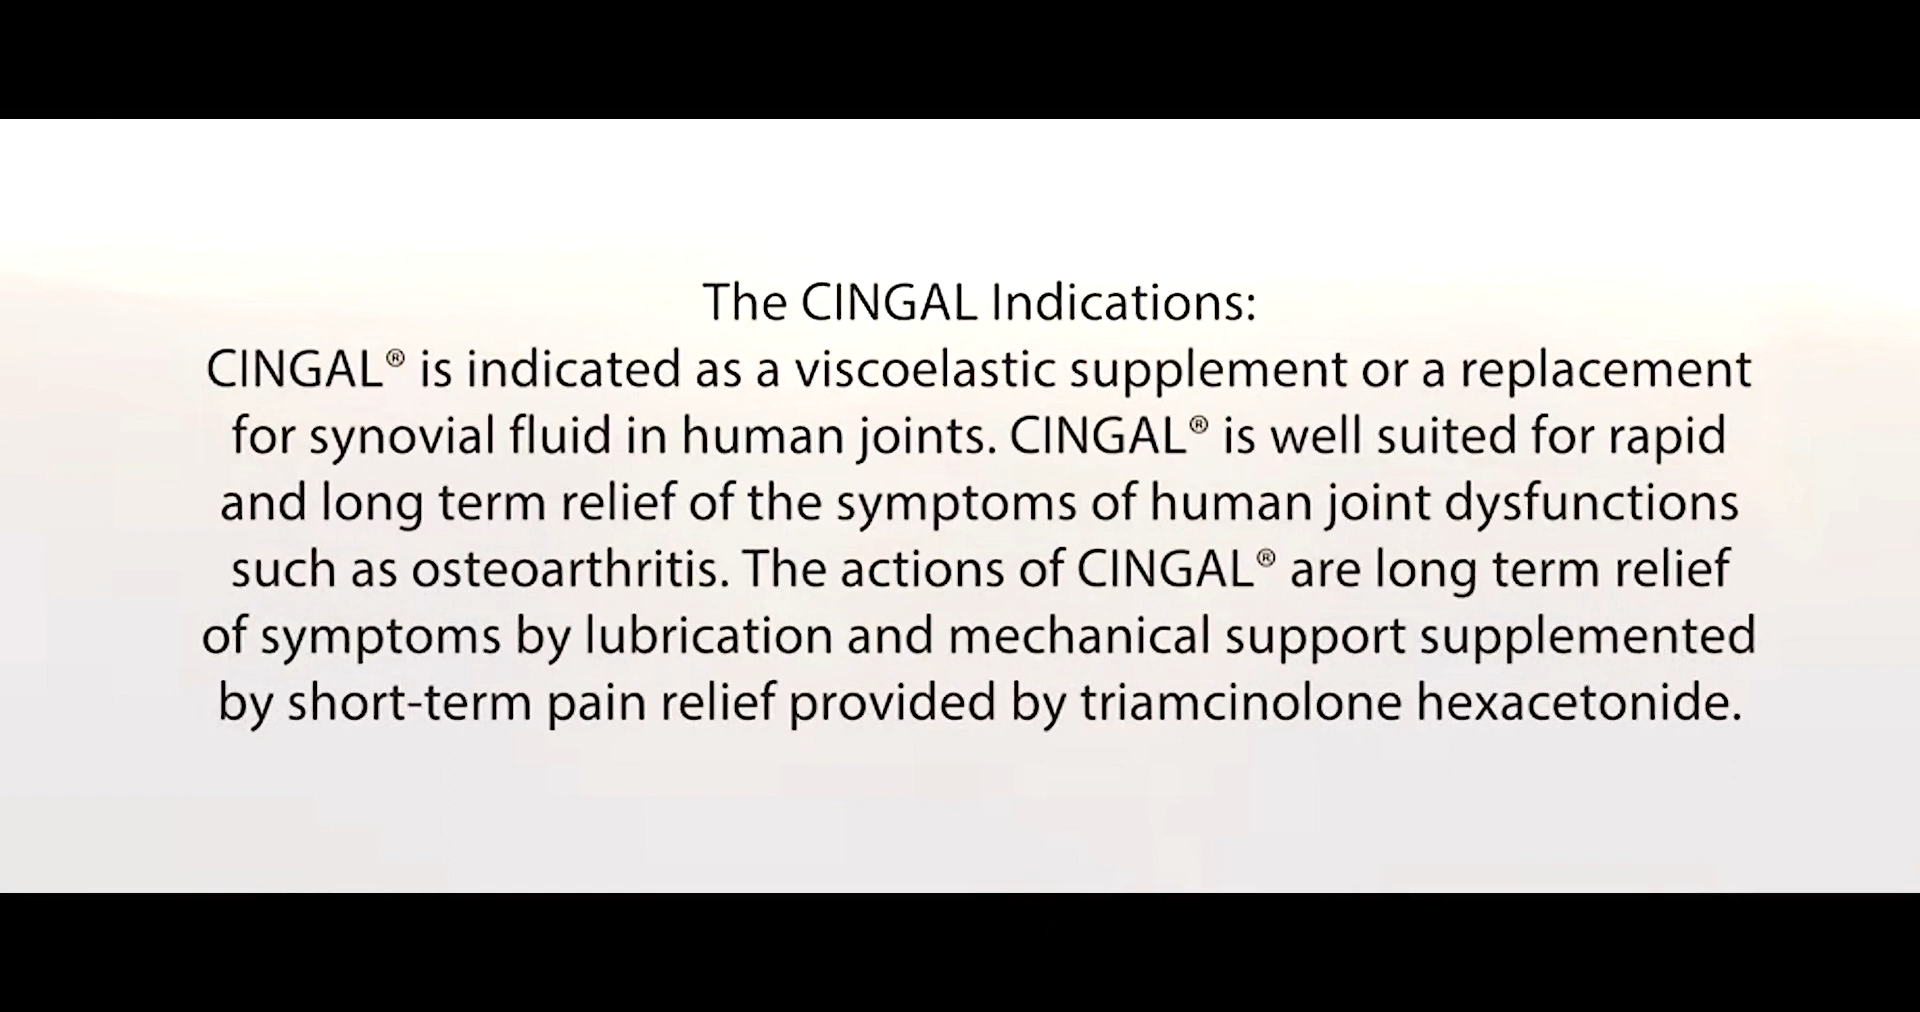 The CINGAL Indications:
CINGAL® is indicated as a viscoelastic supplement or a replacement
for synovial fluid in human joints. CINGAL® is well suited for rapid
and long term relief of the symptoms of human joint dysfunctions
such as osteoarthritis. The actions of CINGAL® are long term relief
of symptoms by lubrication and mechanical support supplemented
by short-term pain relief provided by triamcinolone hexacetonide.